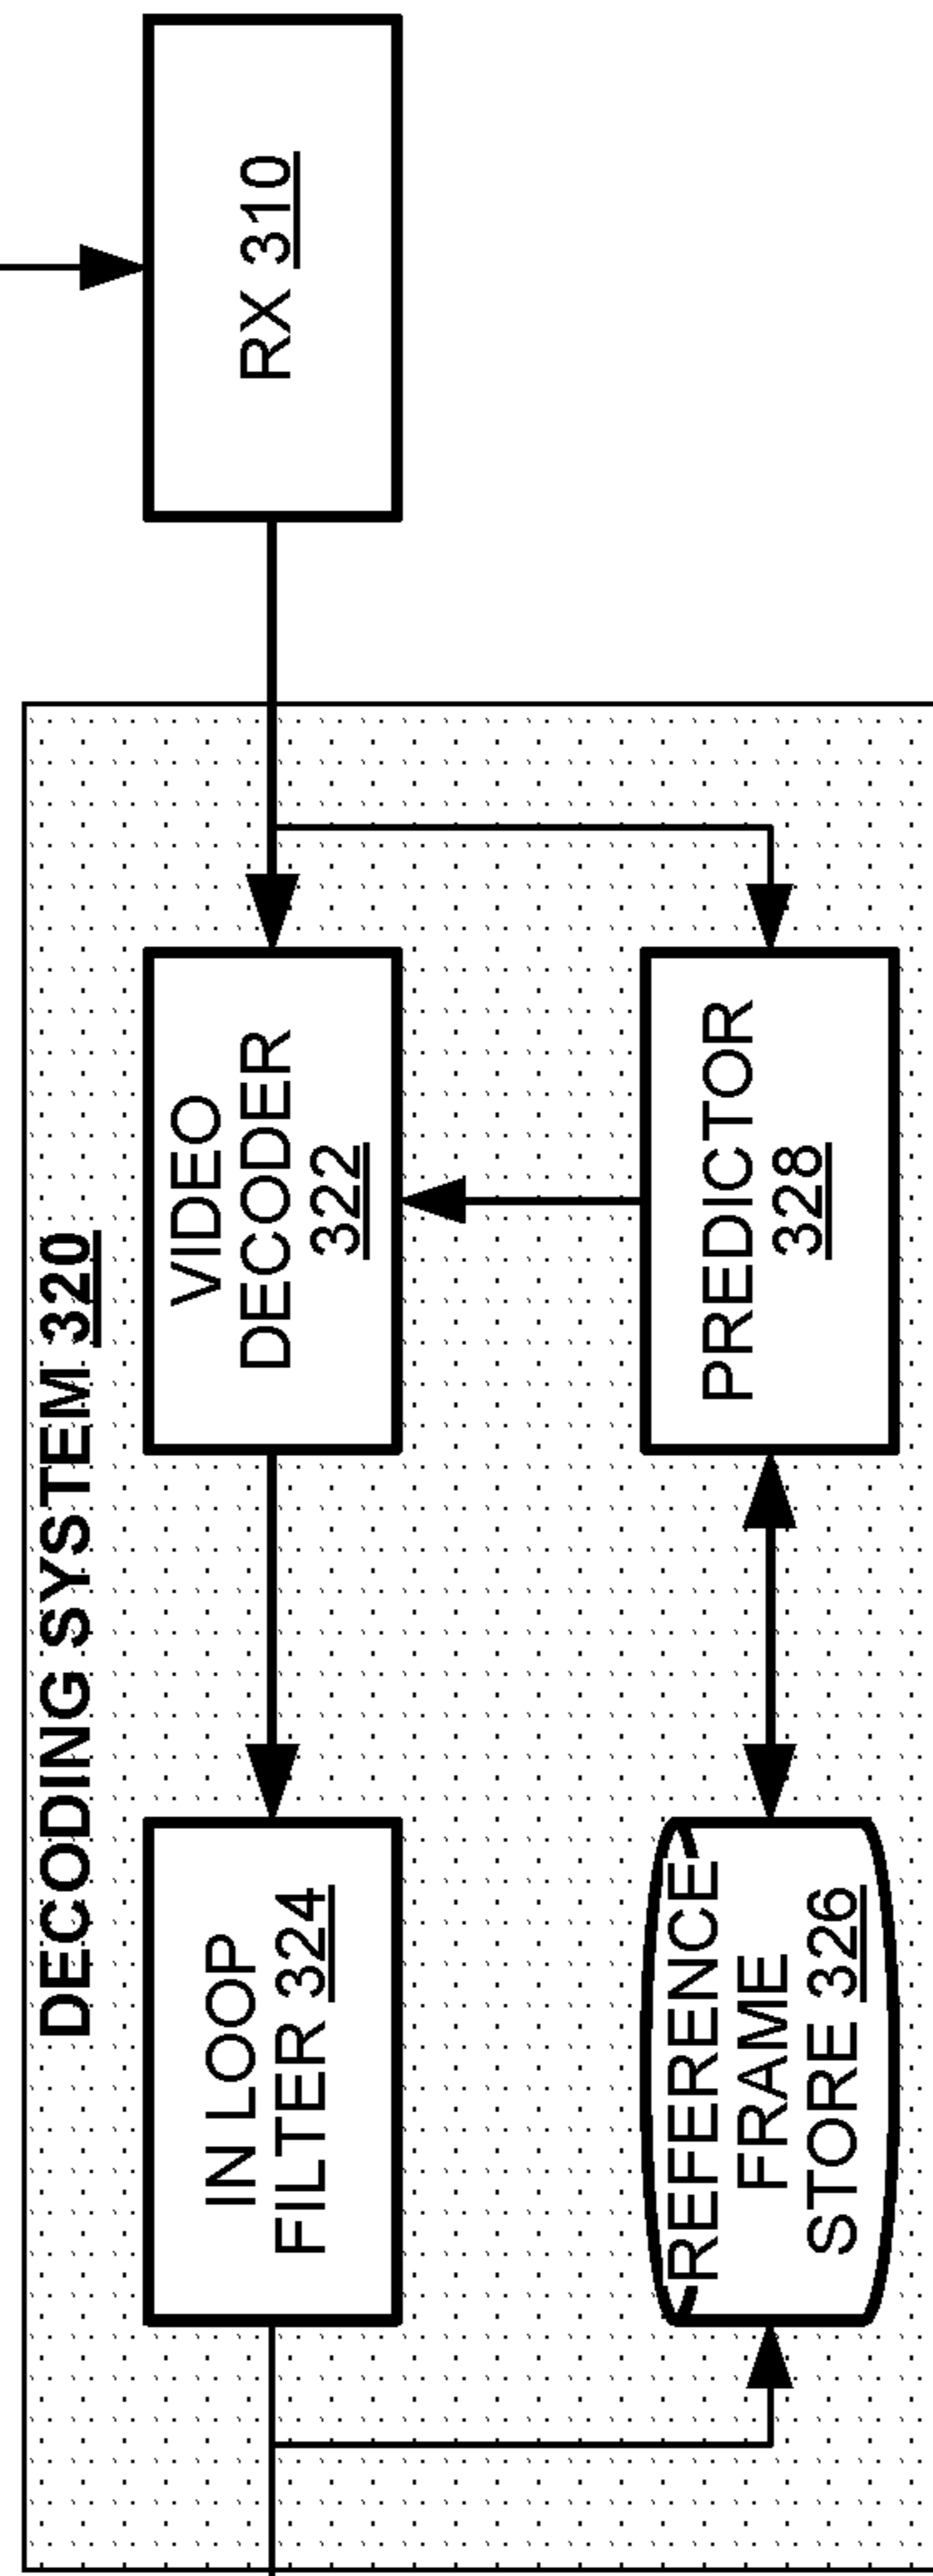 DECODING SYSTEM 320
RX 310
VIDEO
DECODER
322
IN LOOP
FILTER 324
PREDICTOR
328
REFERENCE
FRAME
STORE 326